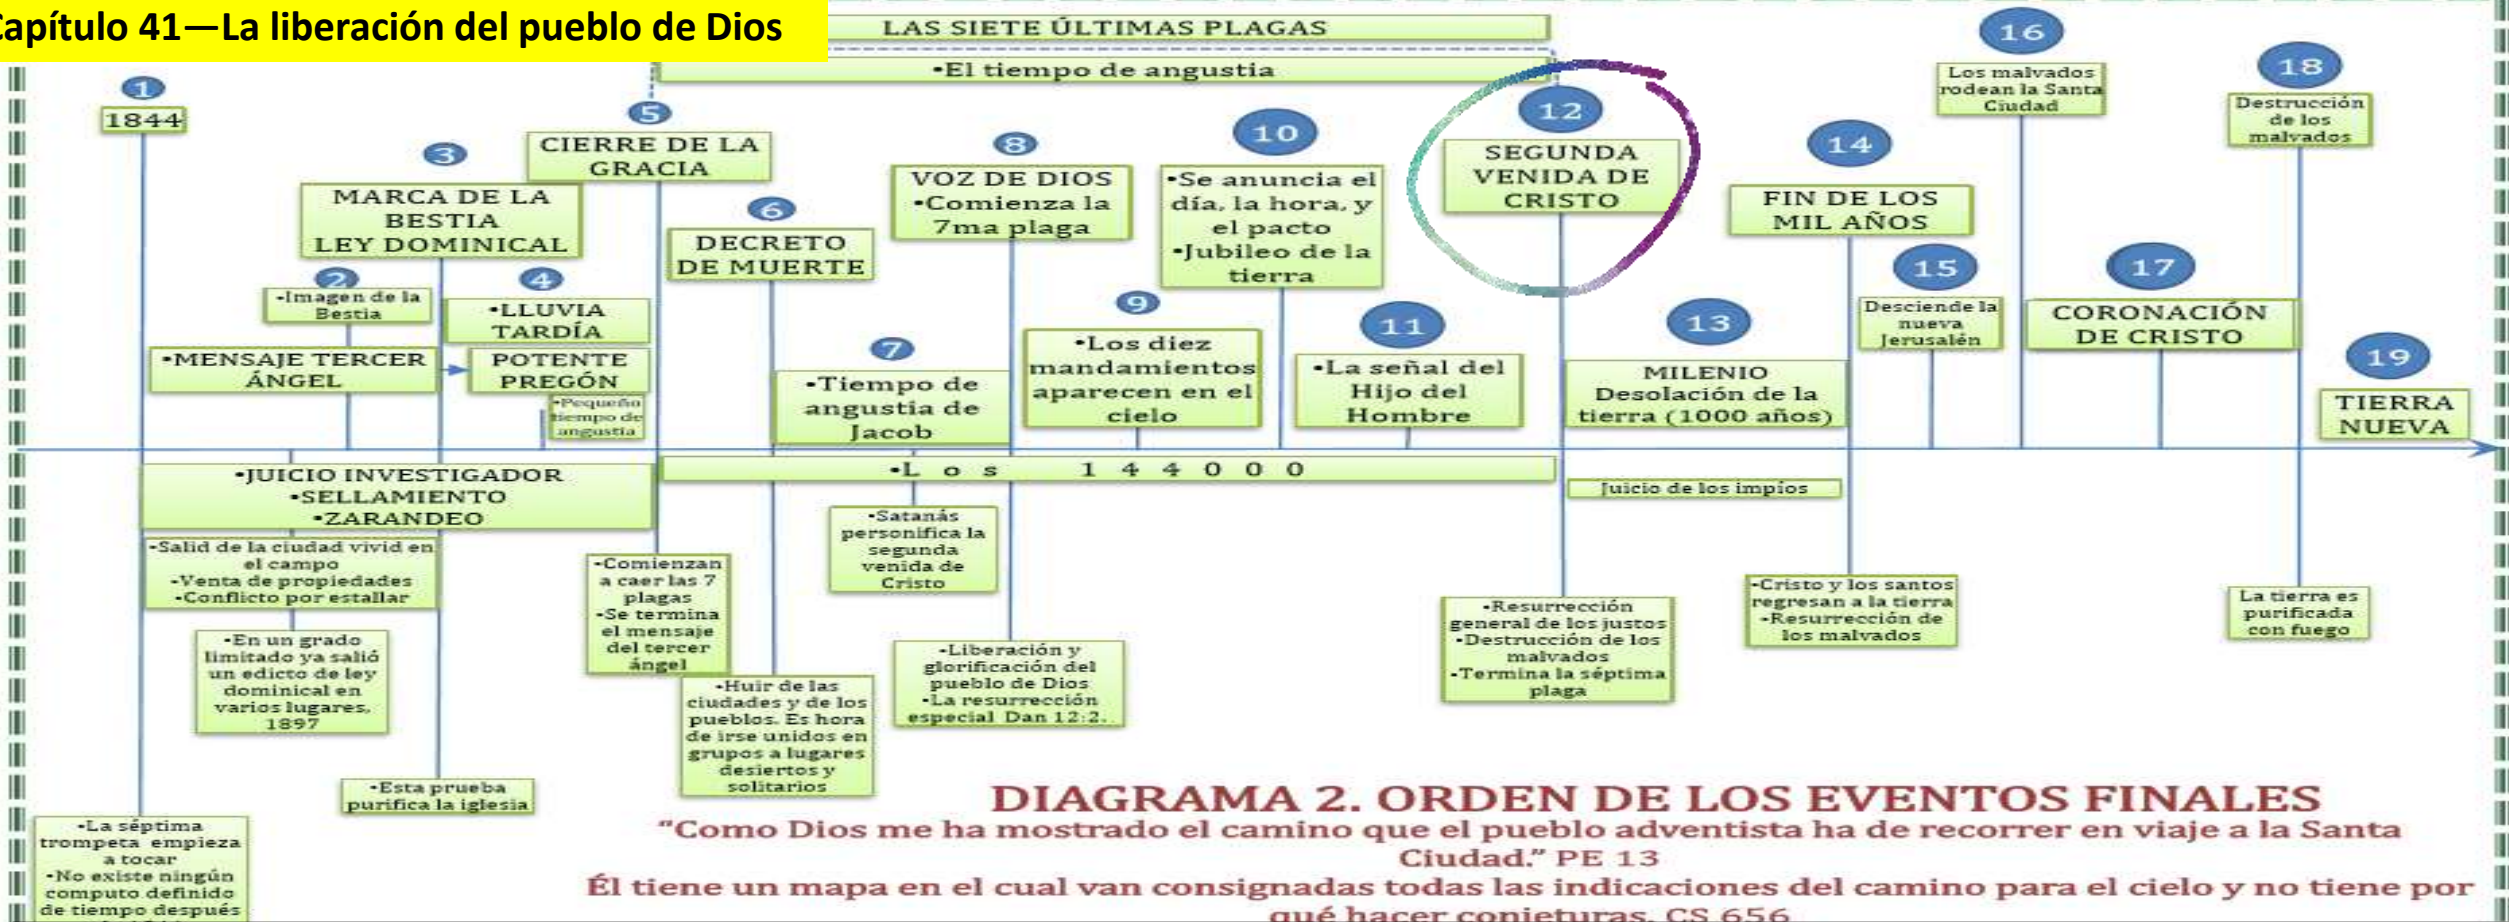 Capítulo 41—La liberación del pueblo de Dios
LAS SIETE ÚLTIMAS PLAGAS
•El tiempo de angustia
1
1844
2
•Imagen de la
Bestia
3
MARCA DE LA
BESTIA
LEY DOMINICAL
•MENSAJE TERCER
ÁNGEL
4
•LLUVIA
TARDÍA
POTENTE
PREGÓN
•Pequeño
tiempo de
angustia
5
CIERRE DE LA
GRACIA
6
DECRETO
DE MUERTE
7
•Tiempo de
angustia de
Jacob
8
VOZ DE DIOS
•Comienza la
7ma plaga
9
•Los diez
mandamientos
aparecen en el
cielo
10
•Se anuncia el
día, la hora, y
el pacto
•Jubileo de la
tierra
11
•La señal del
Hijo del
Hombre
12
SEGUNDA
VENIDA DE
CRISTO
13
MILENIO
Desolación de la
tierra (1000 años)
14
FIN DE LOS
MIL AÑOS
15
Desciende la
nueva
Jerusalén
16
Los malvados
rodean la Santa
Ciudad
17
CORONACIÓN
DE CRISTO
18
Destrucción
de los
malvados
19
TIERRA
NUEVA
•JUICIO INVESTIGADOR
•SELLAMIENTO
•ZARANDEO
•Los 144000
Juicio de los impíos
•Salid de la ciudad vivid en
el campo
•Venta de propiedades
•Conflicto por estallar
•En un grado
limitado ya salió
un edicto de ley
dominical en
varios lugares,
1897
•Esta prueba
purifica la iglesia
•La séptima
trompeta empieza
a tocar
•No existe ningún
computo definido
de tiempo después
•Comienzan
a caer las 7
plagas
•Se termina
el mensaje
del tercer
ángel
•Huir de las
ciudades y de los
pueblos. Es hora
de irse unidos en
grupos a lugares
desiertos y
solitarios
•Satanás
personifica la
segunda
venida de
Cristo
•Liberación y
glorificación del
pueblo de Dios
•La resurrección
especial Dan 12:2.
•Resurrección
general de los justos
•Destrucción de los
malvados
•Termina la séptima
plaga
•Cristo y los santos
regresan a la tierra
•Resurrección de
los malvados
La tierra es
purificada
con fuego
DIAGRAMA 2. ORDEN DE LOS EVENTOS FINALES
"Como Dios me ha mostrado el camino que el pueblo adventista ha de recorrer en viaje a la Santa
Ciudad." PE 13
Él tiene un mapa en el cual van consignadas todas las indicaciones del camino para el cielo y no tiene por
qué hacer conjeturas. CS 656